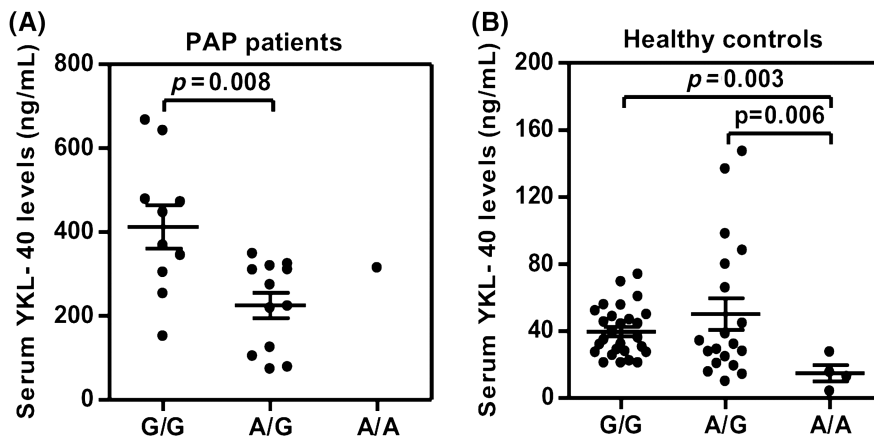 (A)
PAP patients
Serum YKL- 40 levels (ng/mL)
800
600
400
200
0
p = 0.008
G/G A/G A/A
(B)
Healthy controls
Serum YKL- 40 levels (ng/mL)
200
160
120
80
40
0
p = 0.003
p=0.006
G/G A/G A/A